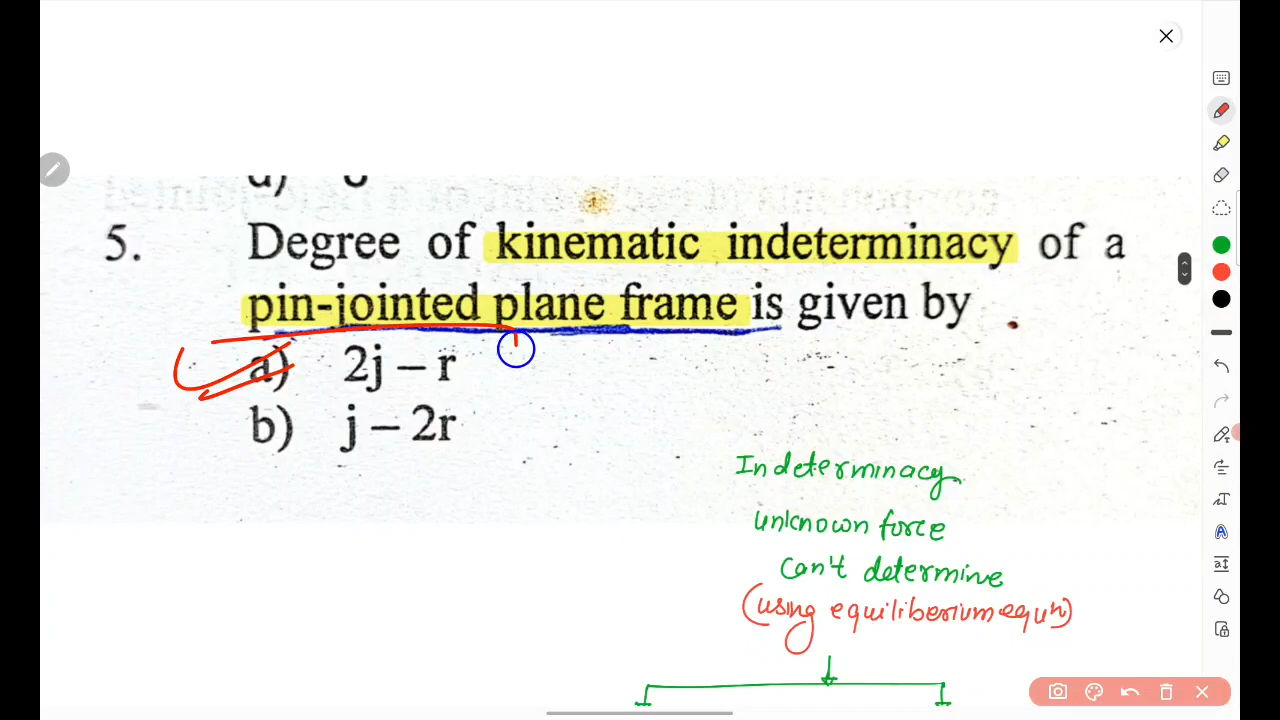 5. Degree of kinematic indeterminacy of a
pin-jointed plane frame is given by
a) 2j – r
b) j – 2r
Indeterminacy
unknown force
can't determine
(using equiliberium equn)